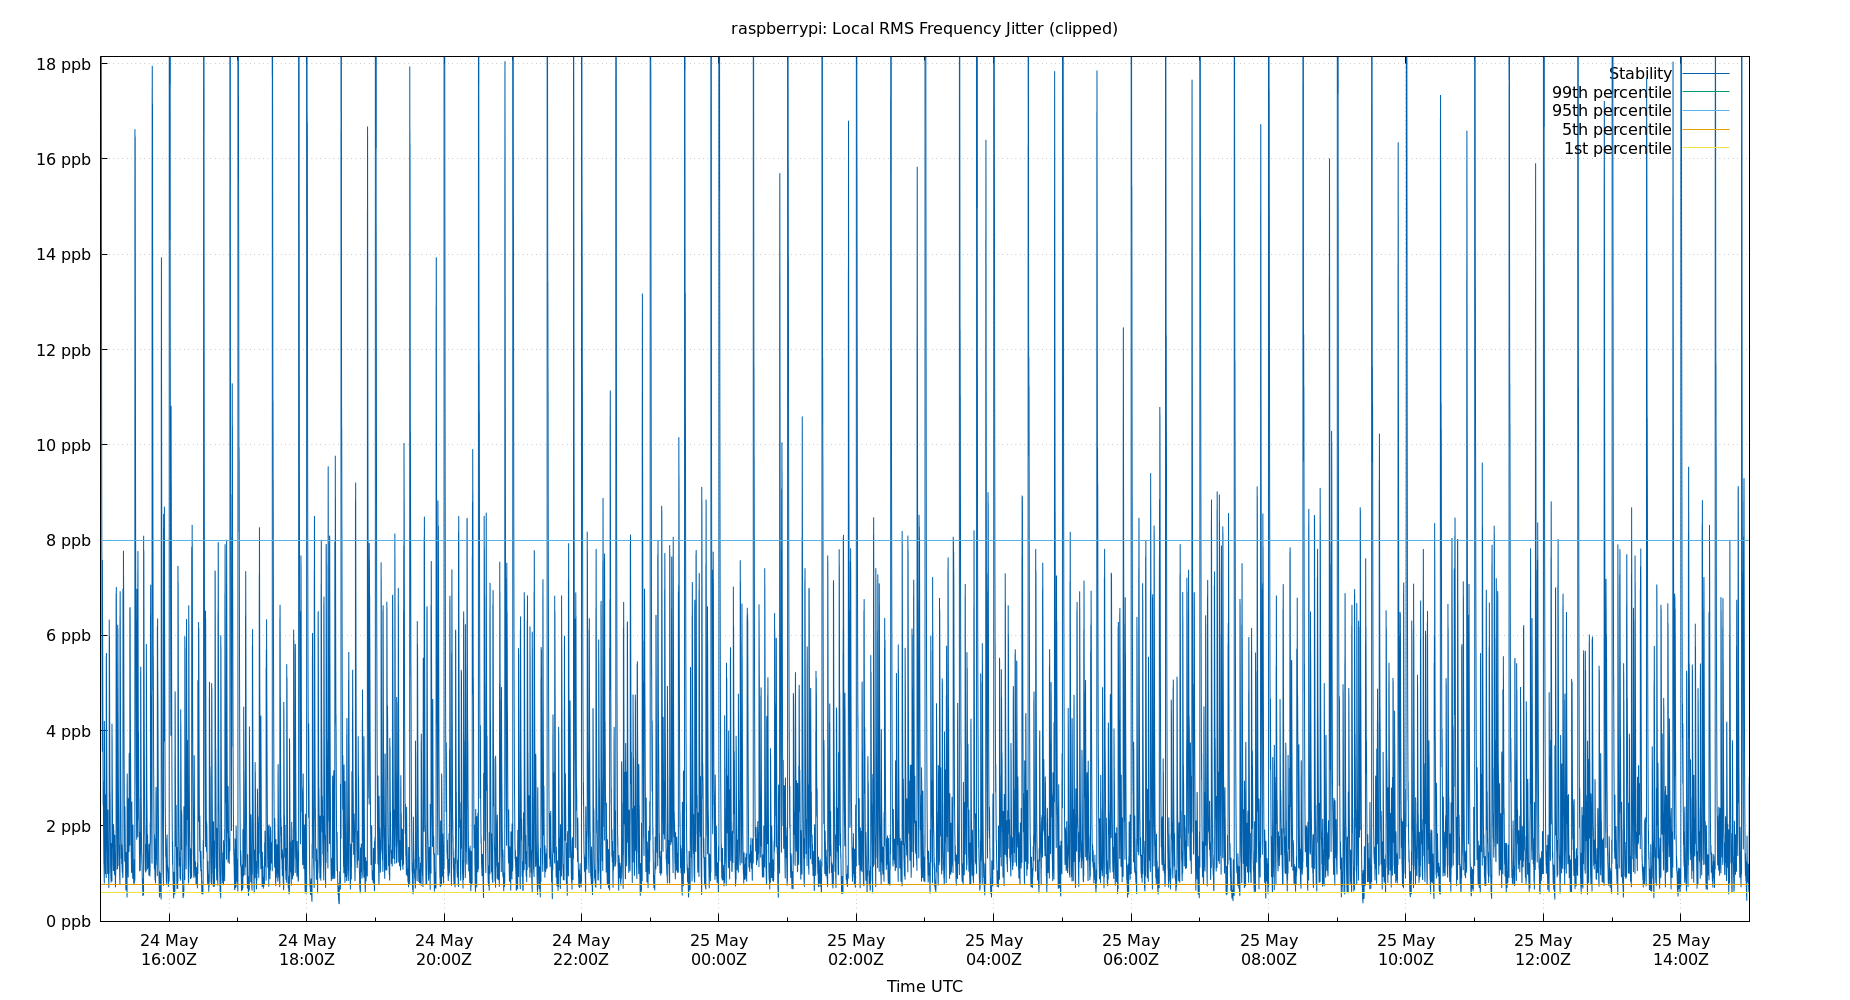 raspberrypi: Local RMS Frequency Jitter (clipped)
18 ppb
16 ppb
14 ppb
12 ppb
10 ppb
8 ppb
6 ppb
4 ppb
2 ppb
0 ppb
Stability
99th percentile
95th percentile
5th percentile
1st percentile
24 May
16:00Z
24 May
18:00Z
24 May
20:00Z
24 May
22:00Z
25 May
00:00Z
25 May
02:00Z
25 May
04:00Z
25 May
06:00Z
25 May
08:00Z
25 May
10:00Z
25 May
12:00Z
25 May
14:00Z
Time UTC